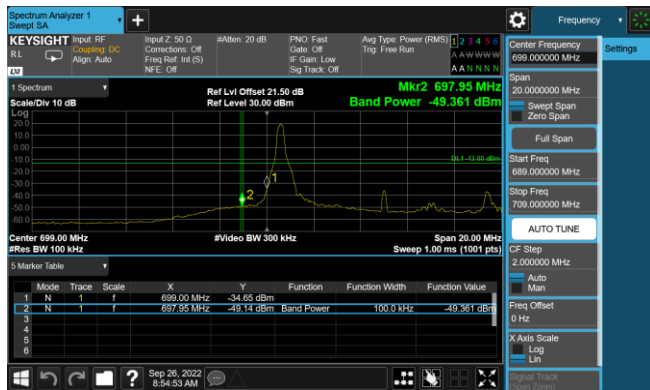 Spectrum Analyzer 1
Swept SA
+
Frequency
KEYSIGHT
RL
Input: RF
Coupling: DC
Align: Auto
Input Z: 50 Ω
Corrections: Off
Freq Ref: Int (S)
NFE: Off
#Atten: 20 dB
PNO: Fast
Gate: Off
IF Gain: Low
Sig Track: Off
Avg Type: Power (RMS)
Trig: Free Run
1 2 3 4 5 6
A A W W W W
A A N N N N
LXI
1 Spectrum
Scale/Div 10 dB
Ref Lvl Offset 21.50 dB
Ref Level 30.00 dBm
Mkr2 697.95 MHz
Band Power -49.361 dBm
Log
20.0
10.0
0.00
-10.0
-20.0
-30.0
-40.0
-50.0
-60.0
DL1 -13.00 dBm
1
2
Center 699.00 MHz
#Res BW 100 kHz
#Video BW 300 kHz
Span 20.00 MHz
Sweep 1.00 ms (1001 pts)
5 Marker Table
Mode Trace Scale X Y Function Function Width Function Value
1 N 1 f 699.00 MHz -34.65 dBm
2 N 1 f 697.95 MHz -49.14 dBm Band Power 100.0 kHz -49.361 dBm
3
4
5
6
Sep 26, 2022
8:54:53 AM
Center Frequency
699.000000 MHz
Settings
Span
20.0000000 MHz
Swept Span
Zero Span
Full Span
Start Freq
689.000000 MHz
Stop Freq
709.000000 MHz
AUTO TUNE
CF Step
2.000000 MHz
Auto
Man
Freq Offset
0 Hz
X Axis Scale
Log
Lin
Signal Track
(Span Zoom)